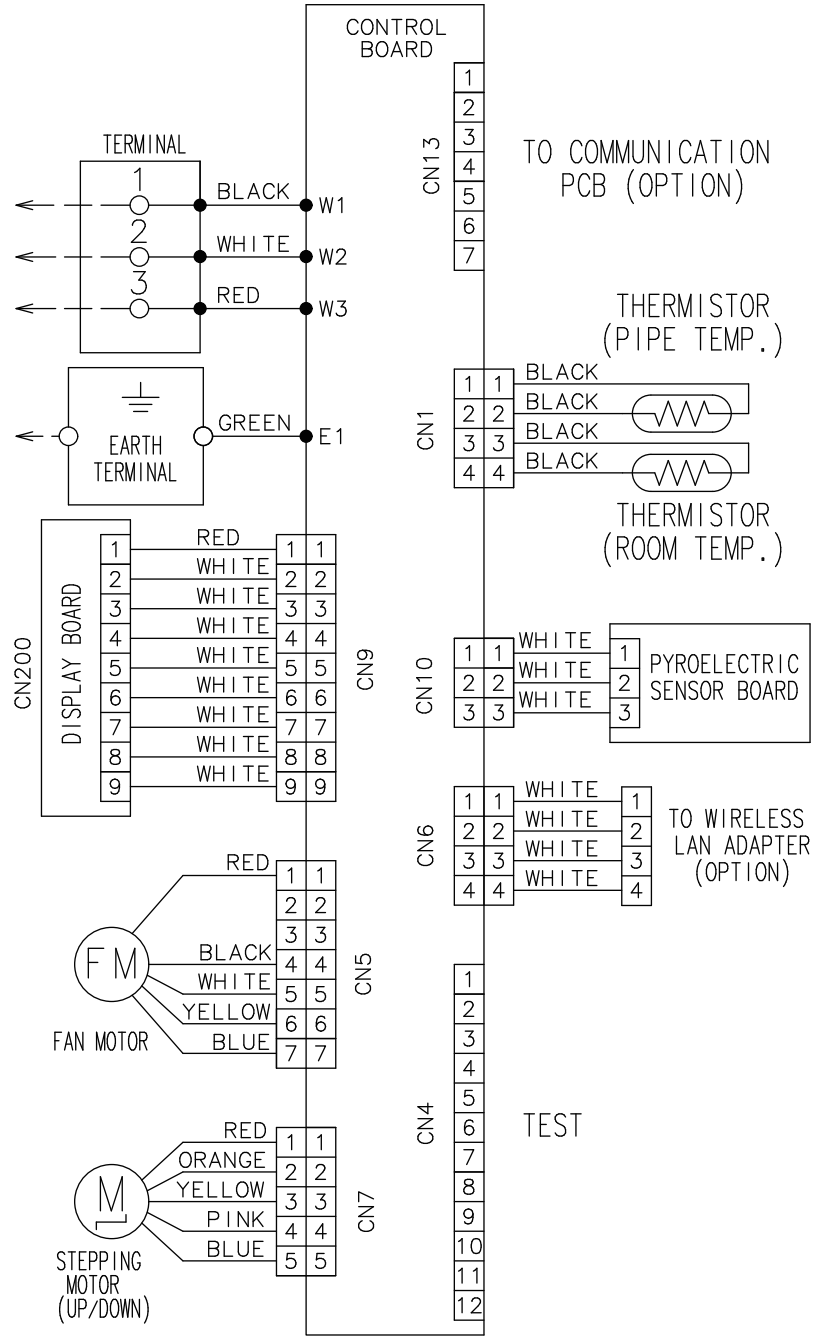 CONTROL
BOARD
CN13
1
2
3
4
5
6
7
TO COMMUNICATION
PCB (OPTION)
TERMINAL
1 BLACK W1
2 WHITE W2
3 RED W3
EARTH
TERMINAL
GREEN E1
THERMISTOR
(PIPE TEMP.)
CN1
1 1 BLACK
2 2 BLACK
3 3 BLACK
4 4 BLACK
THERMISTOR
(ROOM TEMP.)
CN200
DISPLAY BOARD
1 RED 1 1
2 WHITE 2 2
3 WHITE 3 3
4 WHITE 4 4
5 WHITE 5 5
6 WHITE 6 6
7 WHITE 7 7
8 WHITE 8 8
9 WHITE 9 9
CN9
CN10
1 1 WHITE 1
2 2 WHITE 2
3 3 WHITE 3
PYROELECTRIC
SENSOR BOARD
CN6
1 1 WHITE 1
2 2 WHITE 2
3 3 WHITE 3
4 4 WHITE 4
TO WIRELESS
LAN ADAPTER
(OPTION)
FM
FAN MOTOR
RED 1 1
2 2
3 3
BLACK 4 4
WHITE 5 5
YELLOW 6 6
BLUE 7 7
CN5
CN4
1
2
3
4
5
6
7
8
9
10
11
12
TEST
M
STEPPING
MOTOR
(UP/DOWN)
RED 1 1
ORANGE 2 2
YELLOW 3 3
PINK 4 4
BLUE 5 5
CN7